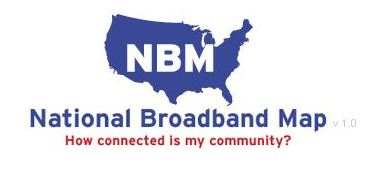 NBM
National Broadband Map v 1.0
How connected is my community?